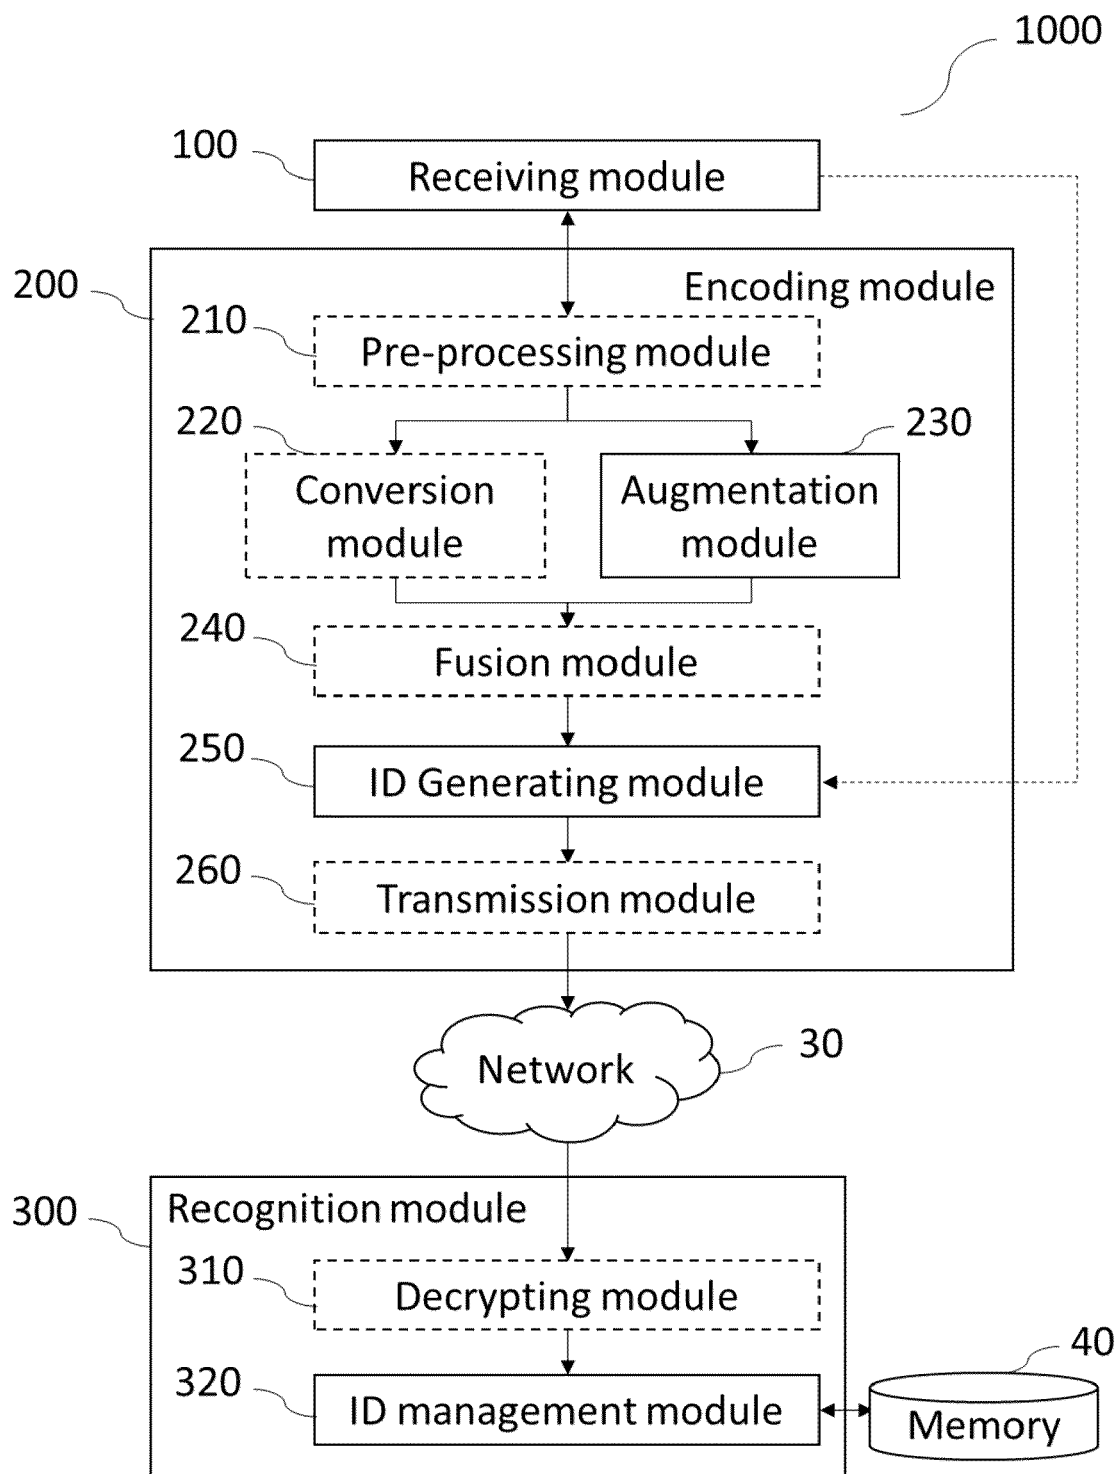 1000
100
Receiving module
200
Encoding module
210
Pre-processing module
220
230
Conversion
module
Augmentation
module
240
Fusion module
250
ID Generating module
260
Transmission module
Network
30
300
Recognition module
310
Decrypting module
320
ID management module
40
Memory